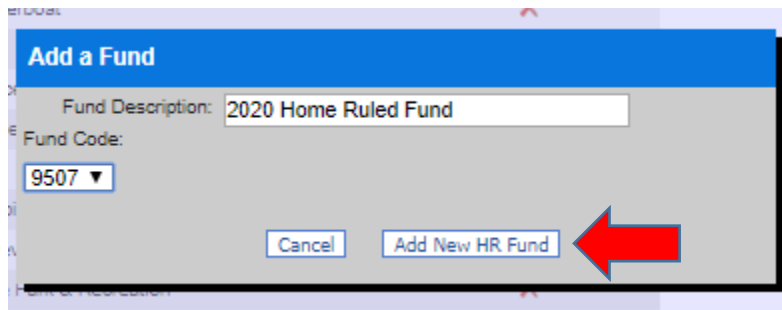 Add a Fund
Fund Description: 2020 Home Ruled Fund
Fund Code:
9507
Cancel Add New HR Fund